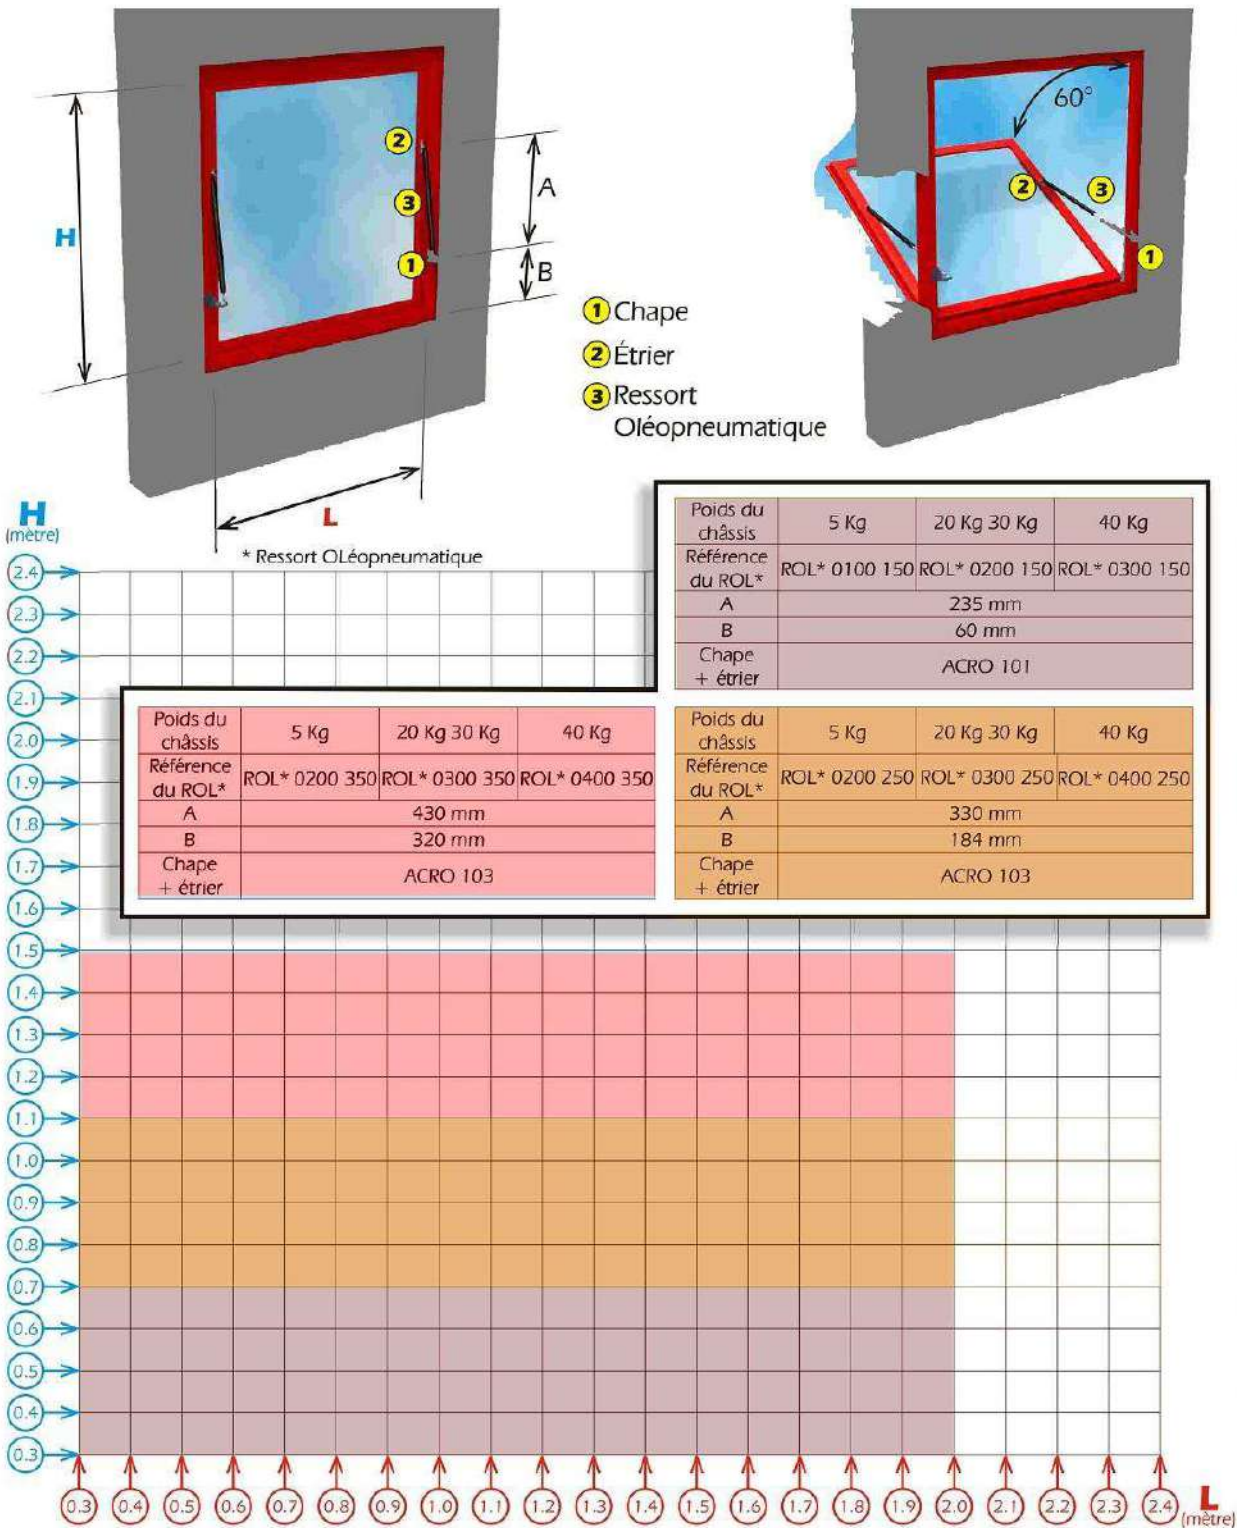 H
2
3
1
A
B
L
60°
2
3
1
1 Chape
2 Étrier
3 Ressort
Oléopneumatique
* Ressort OLéopneumatique
H
(mètre)
Poids du châssis 5 Kg 20 Kg 30 Kg 40 Kg
Référence du ROL* ROL* 0100 150 ROL* 0200 150 ROL* 0300 150
A 235 mm
B 60 mm
Chape + étrier ACRO 101
Poids du châssis 5 Kg 20 Kg 30 Kg 40 Kg
Référence du ROL* ROL* 0200 350 ROL* 0300 350 ROL* 0400 350
A 430 mm
B 320 mm
Chape + étrier ACRO 103
Poids du châssis 5 Kg 20 Kg 30 Kg 40 Kg
Référence du ROL* ROL* 0200 250 ROL* 0300 250 ROL* 0400 250
A 330 mm
B 184 mm
Chape + étrier ACRO 103
2.4
2.3
2.2
2.1
2.0
1.9
1.8
1.7
1.6
1.5
1.4
1.3
1.2
1.1
1.0
0.9
0.8
0.7
0.6
0.5
0.4
0.3
0.3 0.4 0.5 0.6 0.7 0.8 0.9 1.0 1.1 1.2 1.3 1.4 1.5 1.6 1.7 1.8 1.9 2.0 2.1 2.2 2.3 2.4
L
(mètre)